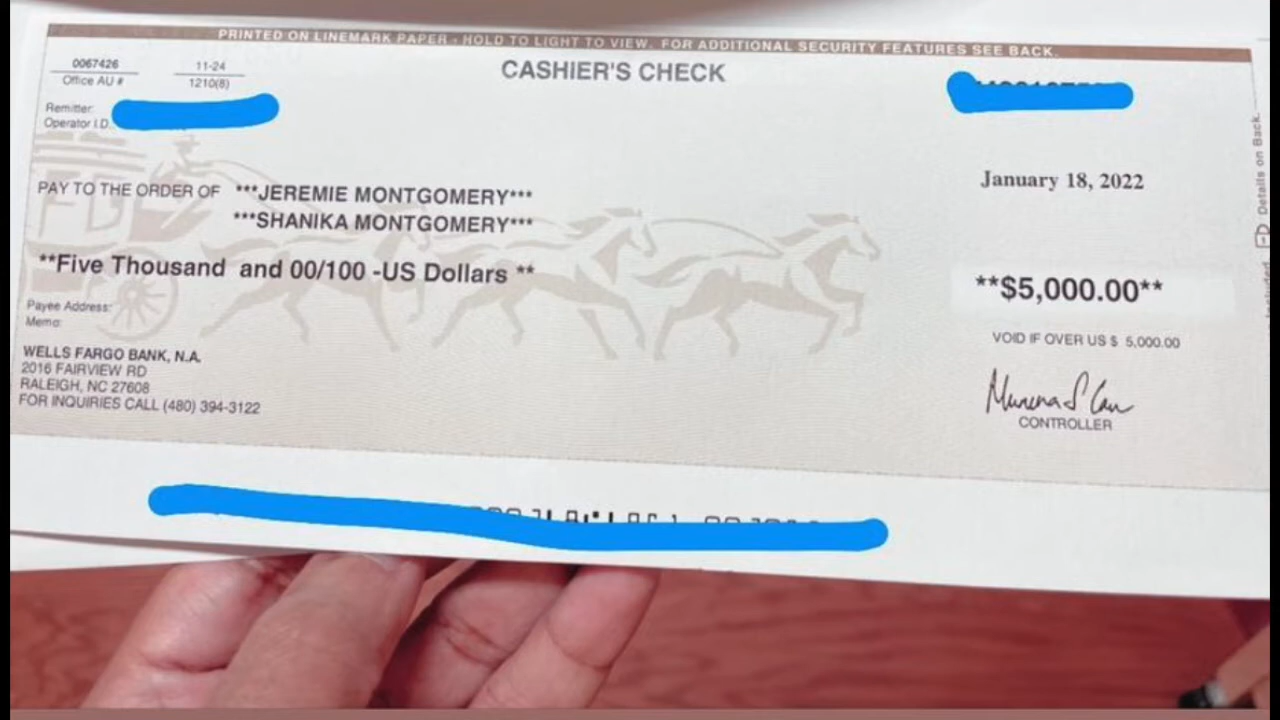 PRINTED ON LINEMARK PAPER - HOLD TO LIGHT TO VIEW. FOR ADDITIONAL SECURITY FEATURES SEE BACK.
0067426 11-24
Office AU # 1210(8)
CASHIER'S CHECK
Remitter:
Operator I.D.:
January 18, 2022
PAY TO THE ORDER OF ***JEREMIE MONTGOMERY***
***SHANIKA MONTGOMERY***
**Five Thousand and 00/100 -US Dollars **
**$5,000.00**
Payee Address:
Memo:
VOID IF OVER US $ 5,000.00
WELLS FARGO BANK, N.A.
2016 FAIRVIEW RD
RALEIGH, NC 27608
FOR INQUIRIES CALL (480) 394-3122
CONTROLLER
Details on Back.